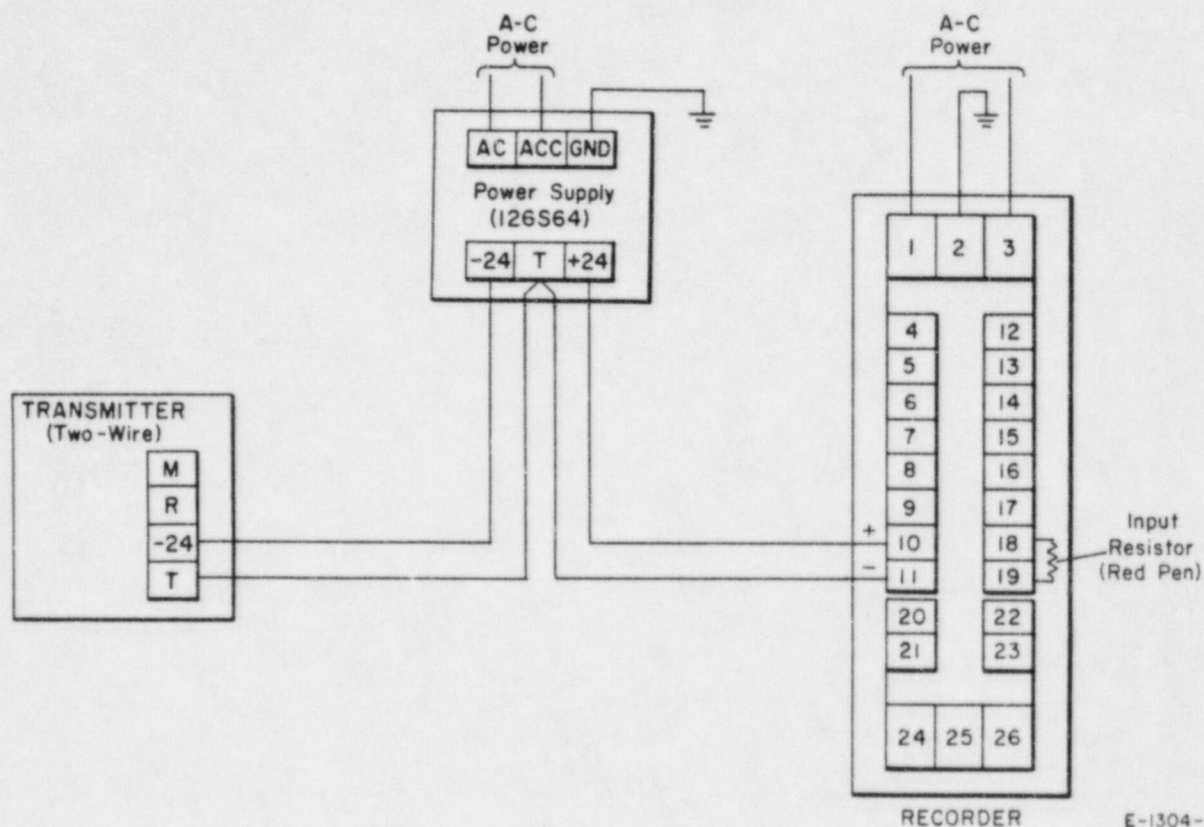 A-C
Power
A-C
Power
AC ACC GND
Power Supply
(126S64)
-24 T +24
1 2 3
4 12
5 13
6 14
7 15
8 16
9 17
+ 10 18
- 11 19
20 22
21 23
24 25 26
Input
Resistor
(Red Pen)
TRANSMITTER
(Two-Wire)
M
R
-24
T
RECORDER
E-1304-